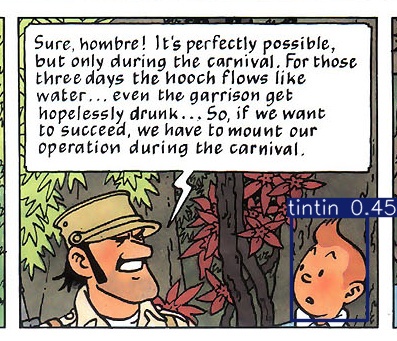 Sure, hombre! It's perfectly possible,
but only during the carnival. For those
three days the hooch flows like
water... even the garrison get
hopelessly drunk... So, if we want
to succeed, we have to mount our
operation during the carnival.
tintin 0.45